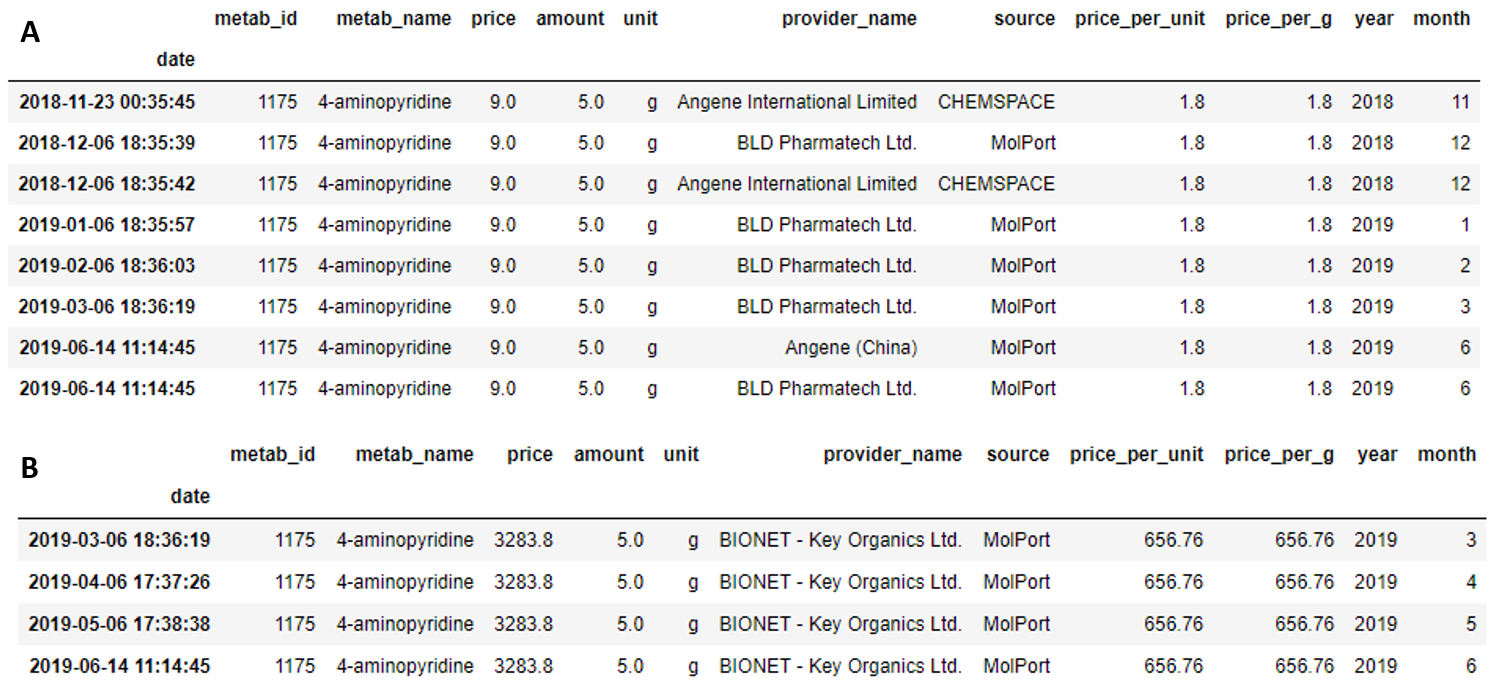 A metab_id metab_name price amount unit provider_name source price_per_unit price_per_g year month
date
2018-11-23 00:35:45 1175 4-aminopyridine 9.0 5.0 g Angene International Limited CHEMSPACE 1.8 1.8 2018 11
2018-12-06 18:35:39 1175 4-aminopyridine 9.0 5.0 g BLD Pharmatech Ltd. MolPort 1.8 1.8 2018 12
2018-12-06 18:35:42 1175 4-aminopyridine 9.0 5.0 g Angene International Limited CHEMSPACE 1.8 1.8 2018 12
2019-01-06 18:35:57 1175 4-aminopyridine 9.0 5.0 g BLD Pharmatech Ltd. MolPort 1.8 1.8 2019 1
2019-02-06 18:36:03 1175 4-aminopyridine 9.0 5.0 g BLD Pharmatech Ltd. MolPort 1.8 1.8 2019 2
2019-03-06 18:36:19 1175 4-aminopyridine 9.0 5.0 g BLD Pharmatech Ltd. MolPort 1.8 1.8 2019 3
2019-06-14 11:14:45 1175 4-aminopyridine 9.0 5.0 g Angene (China) MolPort 1.8 1.8 2019 6
2019-06-14 11:14:45 1175 4-aminopyridine 9.0 5.0 g BLD Pharmatech Ltd. MolPort 1.8 1.8 2019 6
B metab_id metab_name price amount unit provider_name source price_per_unit price_per_g year month
date
2019-03-06 18:36:19 1175 4-aminopyridine 3283.8 5.0 g BIONET - Key Organics Ltd. MolPort 656.76 656.76 2019 3
2019-04-06 17:37:26 1175 4-aminopyridine 3283.8 5.0 g BIONET - Key Organics Ltd. MolPort 656.76 656.76 2019 4
2019-05-06 17:38:38 1175 4-aminopyridine 3283.8 5.0 g BIONET - Key Organics Ltd. MolPort 656.76 656.76 2019 5
2019-06-14 11:14:45 1175 4-aminopyridine 3283.8 5.0 g BIONET - Key Organics Ltd. MolPort 656.76 656.76 2019 6